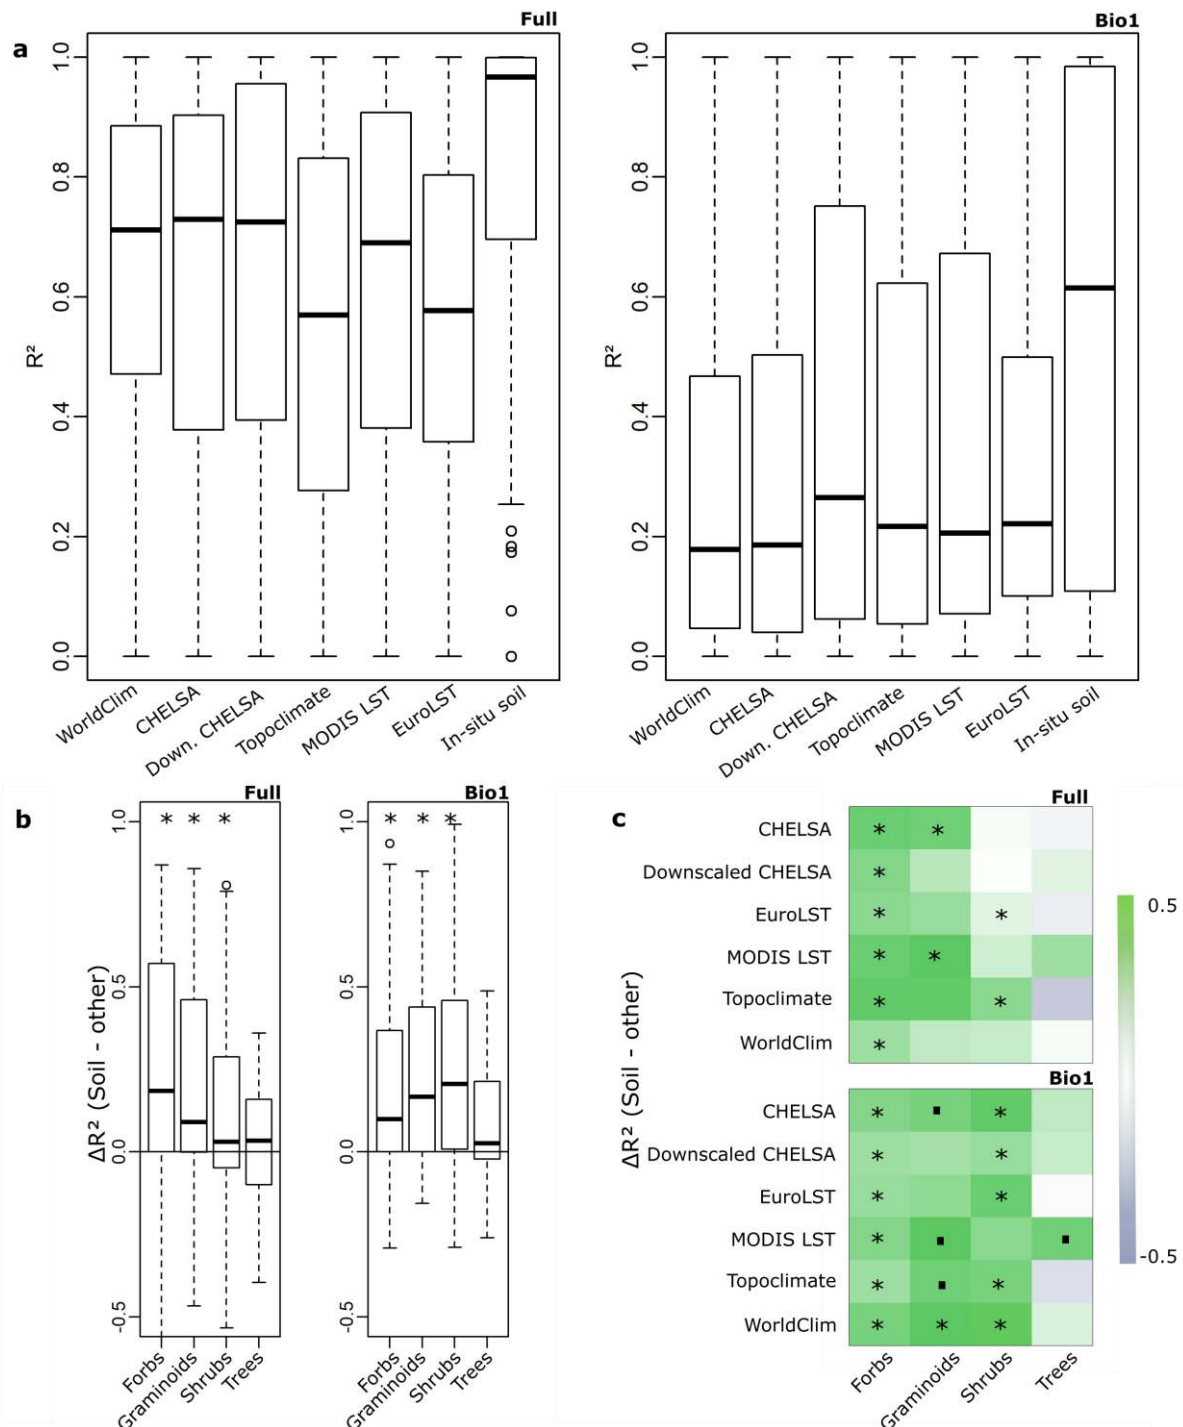 a
Full
1.0
0.8
0.6
0.4
0.2
0.0
R²
WorldClim
CHELSA
Down. CHELSA
Topoclimate
MODIS LST
EuroLST
In-situ soil
Bio1
1.0
0.8
0.6
0.4
0.2
0.0
R²
WorldClim
CHELSA
Down. CHELSA
Topoclimate
MODIS LST
EuroLST
In-situ soil
b
Full
* * *
1.0
0.5
0.0
-0.5
ΔR² (Soil - other)
Forbs
Graminoids
Shrubs
Trees
Bio1
* * *
1.0
0.5
0.0
-0.5
Forbs
Graminoids
Shrubs
Trees
c
Full
CHELSA * *
Downscaled CHELSA *
EuroLST * *
MODIS LST * *
Topoclimate * *
WorldClim *
ΔR² (Soil - other)
Bio1
CHELSA * ▪ *
Downscaled CHELSA * *
EuroLST * *
MODIS LST * ▪ ▪
Topoclimate * ▪ *
WorldClim * * *
Forbs
Graminoids
Shrubs
Trees
0.5
-0.5